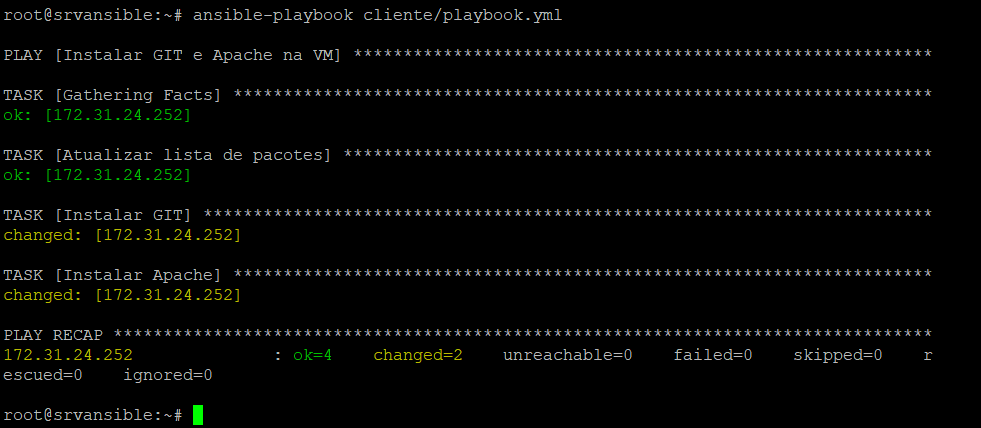 root@srvansible:~# ansible-playbook cliente/playbook.yml
PLAY [Instalar GIT e Apache na VM] **********************************************************
TASK [Gathering Facts] **********************************************************************
ok: [172.31.24.252]
TASK [Atualizar lista de pacotes] ***********************************************************
ok: [172.31.24.252]
TASK [Instalar GIT] *************************************************************************
changed: [172.31.24.252]
TASK [Instalar Apache] **********************************************************************
changed: [172.31.24.252]
PLAY RECAP **********************************************************************************
172.31.24.252              : ok=4    changed=2    unreachable=0    failed=0    skipped=0    r
escued=0    ignored=0
root@srvansible:~#